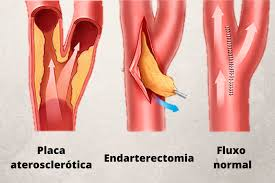 Placa
aterosclerótica
Endarterectomia
Fluxo
normal